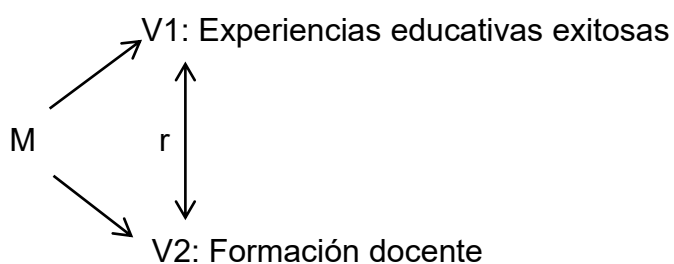 V1: Experiencias educativas exitosas
M
r
V2: Formación docente